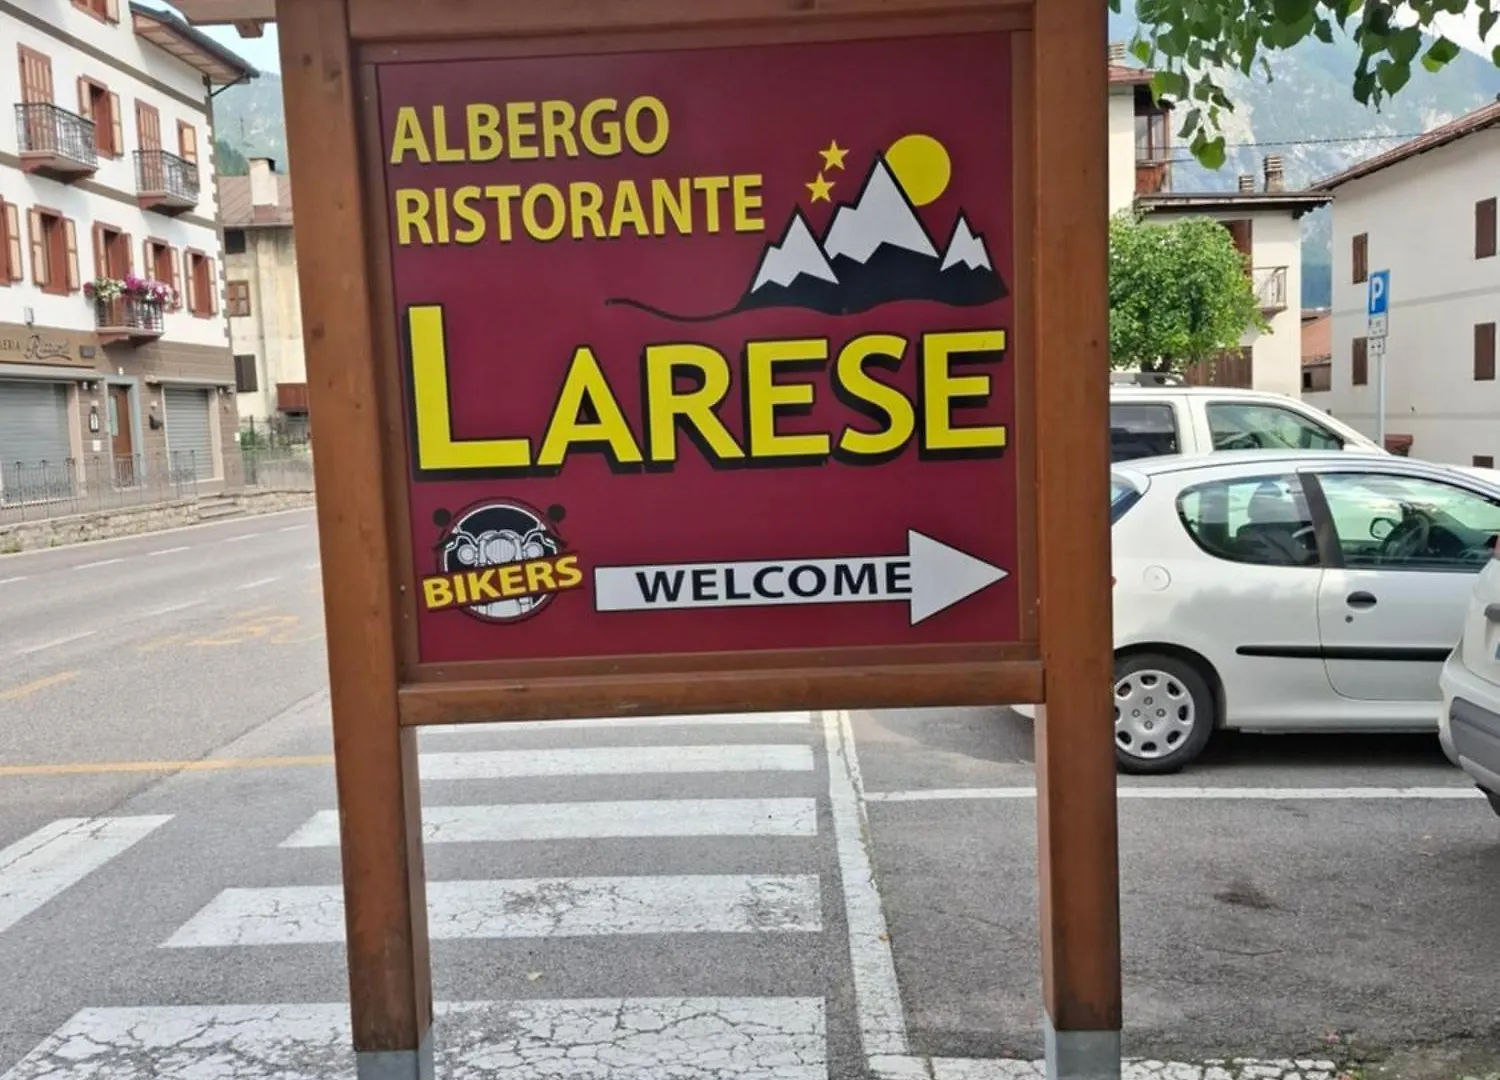 ALBERGO
RISTORANTE
LARESE
BIKERS
WELCOME
P